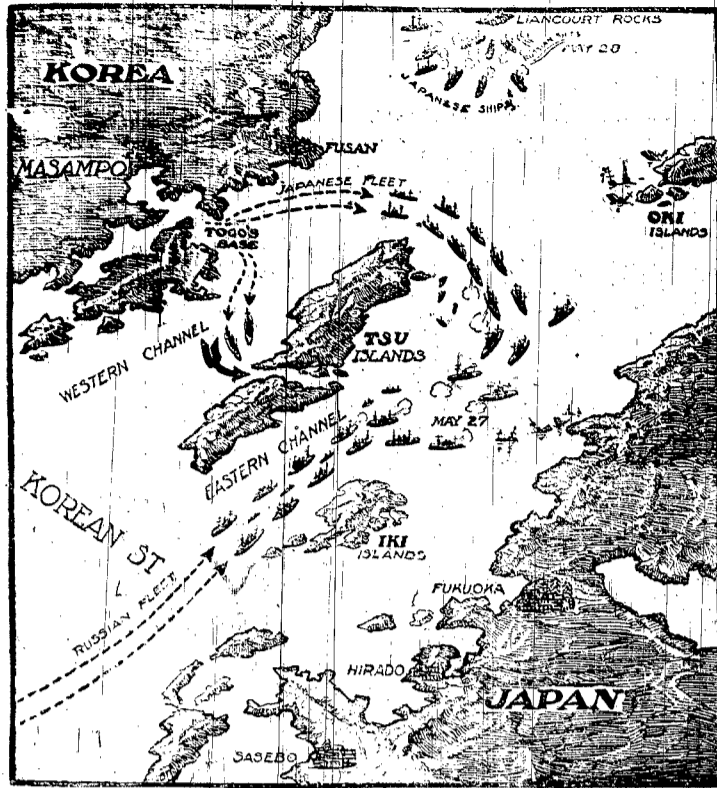 LIANCOURT ROCKS
MAY 28
JAPANESE SHIPS
KOREA
FUSAN
MASAMPO
JAPANESE FLEET
TOGO'S
BASE
OKI
ISLANDS
WESTERN CHANNEL
TSU
ISLANDS
MAY 27
EASTERN CHANNEL
KOREAN ST
IKI
ISLANDS
RUSSIAN FLEET
FUKUOKA
HIRADO
JAPAN
SASEBO